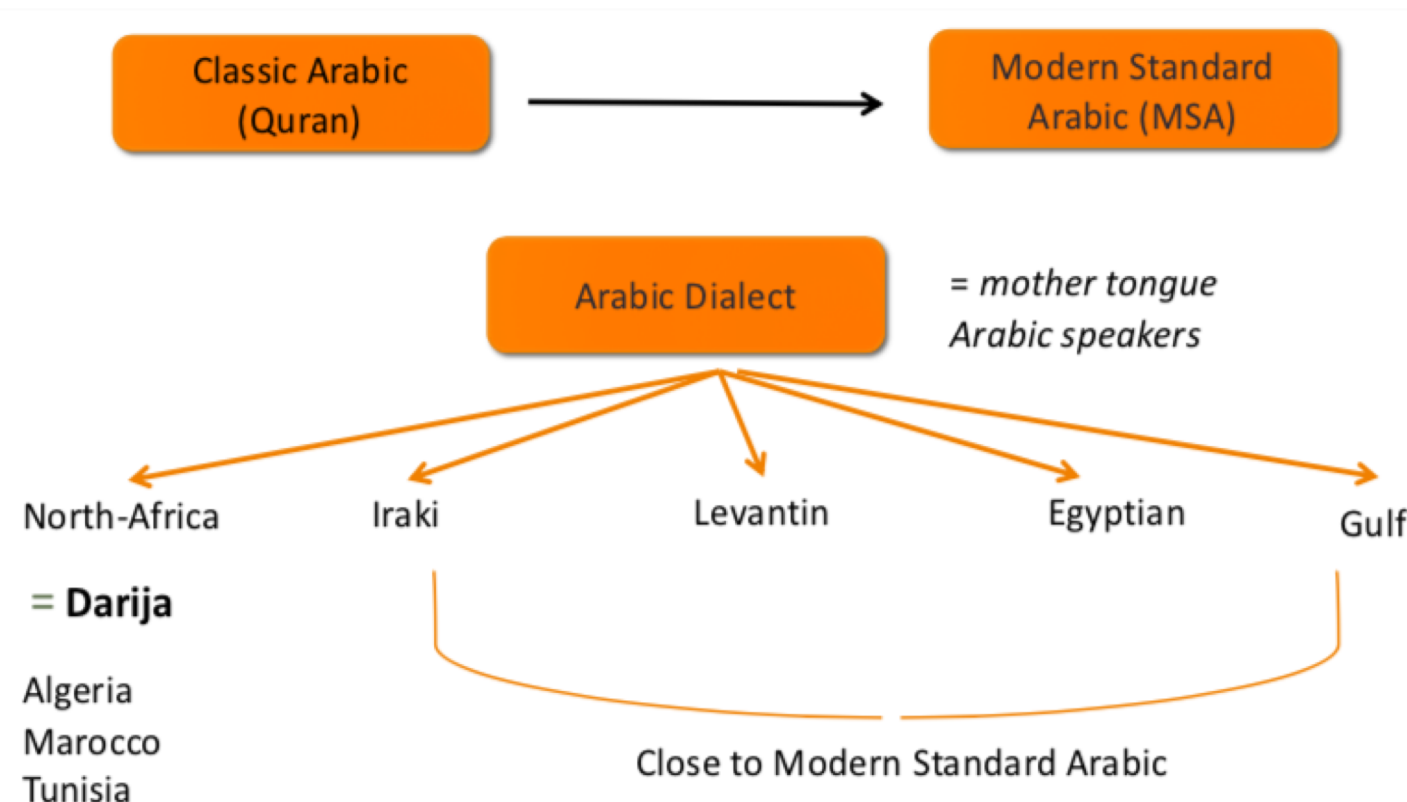 Classic Arabic
(Quran)
Modern Standard
Arabic (MSA)
Arabic Dialect
= mother tongue
Arabic speakers
North-Africa
Iraki
Levantin
Egyptian
Gulf
= Darija
Algeria
Marocco
Tunisia
Close to Modern Standard Arabic